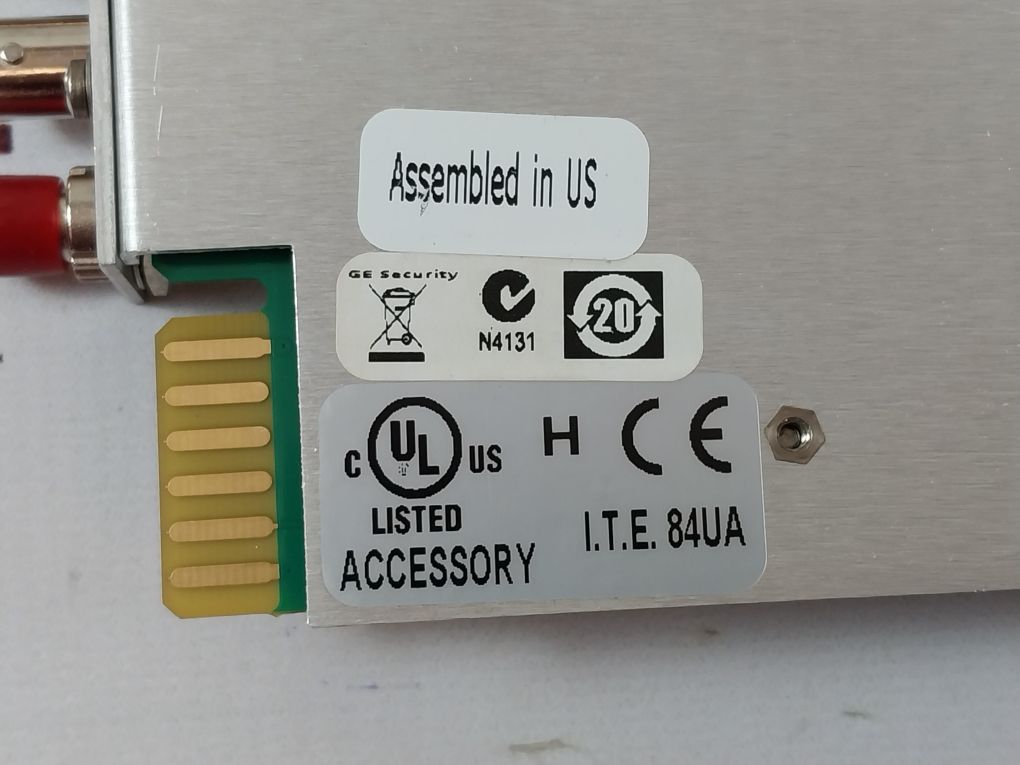 Assembled in US
GE Security
N4131
20
C UL US
LISTED
ACCESSORY
H CE
I.T.E. 84UA